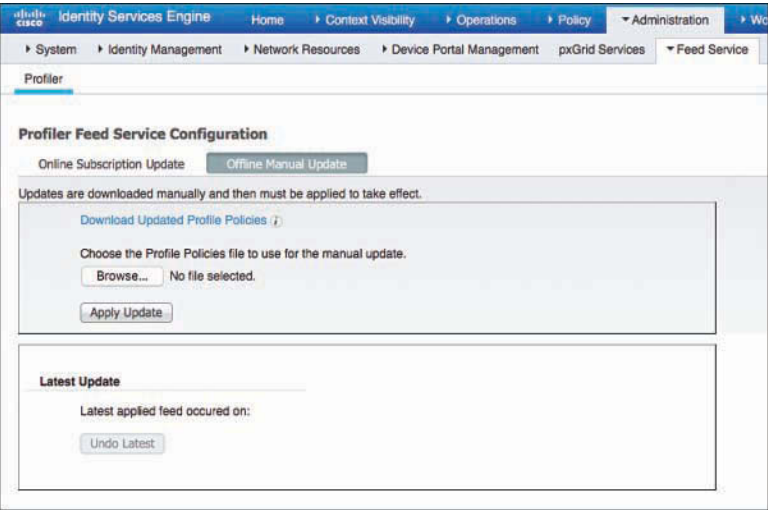 cisco Identity Services Engine Home Context Visibility Operations Policy Administration Wo
System Identity Management Network Resources Device Portal Management pxGrid Services Feed Service
Profiler
Profiler Feed Service Configuration
Online Subscription Update Offline Manual Update
Updates are downloaded manually and then must be applied to take effect.
Download Updated Profile Policies i
Choose the Profile Policies file to use for the manual update.
Browse... No file selected.
Apply Update
Latest Update
Latest applied feed occured on:
Undo Latest